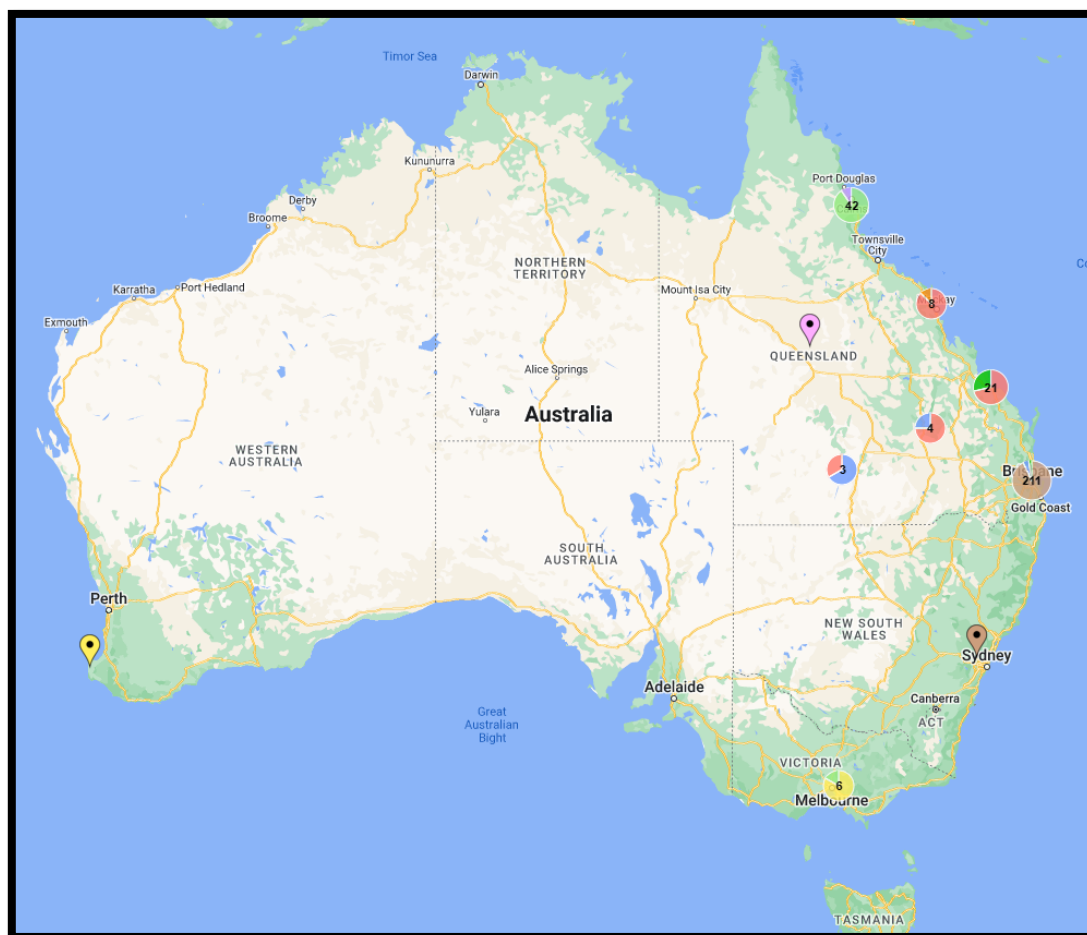 Timor Sea
Darwin
Kununurra
Port Douglas
42
Derby
Broome
Townsville
City
NORTHERN
TERRITORY
Mount Isa City
Karratha
Port Hedland
8
Exmouth
QUEENSLAND
Alice Springs
21
Yulara
Australia
4
WESTERN
AUSTRALIA
3
Brisbane
211
Gold Coast
SOUTH
AUSTRALIA
Perth
NEW SOUTH
WALES
Sydney
Adelaide
Canberra
ACT
Great
Australian
Bight
VICTORIA
6
Melbourne
TASMANIA